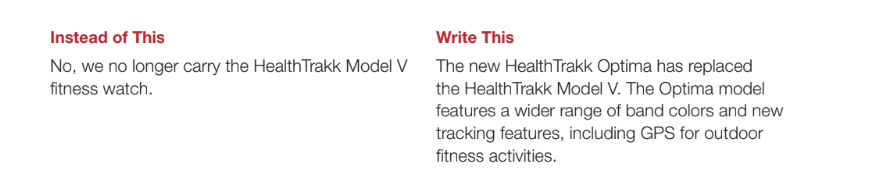 Instead of This
No, we no longer carry the HealthTrakk Model V
fitness watch.
Write This
The new HealthTrakk Optima has replaced
the HealthTrakk Model V. The Optima model
features a wider range of band colors and new
tracking features, including GPS for outdoor
fitness activities.